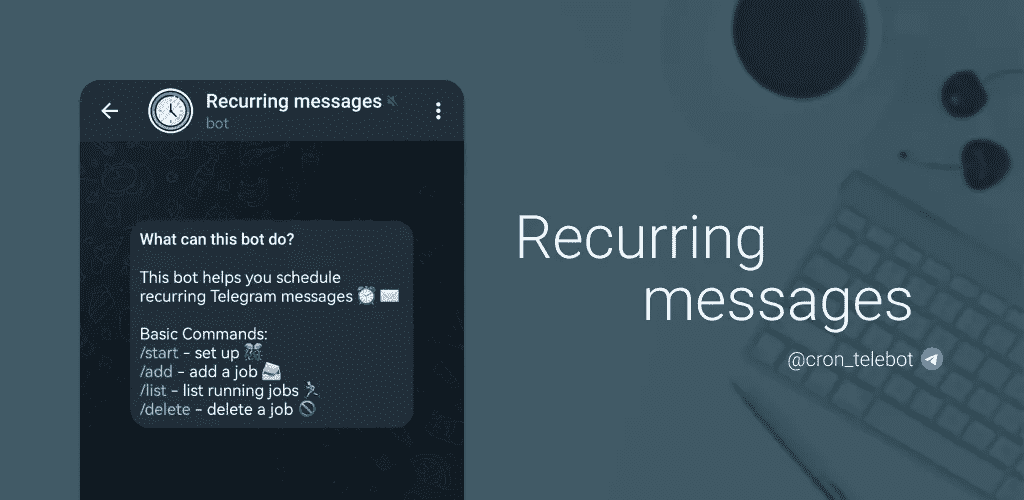 Recurring messages
bot
What can this bot do?
This bot helps you schedule
recurring Telegram messages ⏰ ✉️
Basic Commands:
/start - set up
/add - add a job
/list - list running jobs
/delete - delete a job
Recurring
messages
@cron_telebot